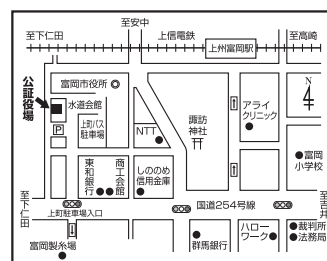 至下仁田
至安中
上信電鉄
上州富岡駅
至高崎
公証役場
富岡市役所
水道会館
P
上町バス
駐車場
NTT
諏訪
神社
アライ
クリニック
N
富岡
小学校
東和銀行
商工会館
しののめ
信用金庫
至下仁田
上町駐車場入口
国道254号線
至吉井
富岡製糸場
群馬銀行
ハロー
ワーク
裁判所
法務局